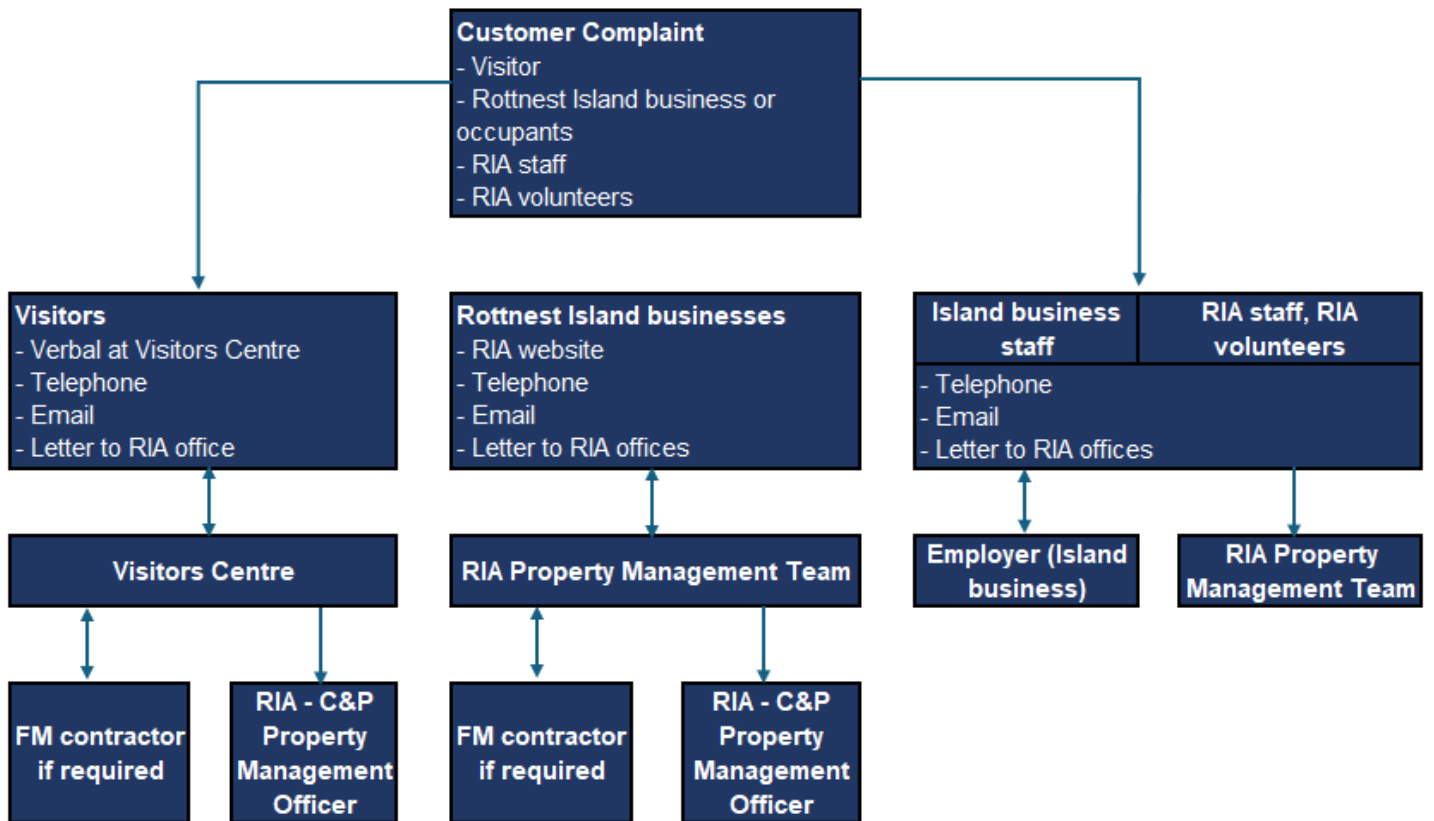 Customer Complaint
- Visitor
- Rottnest Island business or
occupants
- RIA staff
- RIA volunteers
Visitors
- Verbal at Visitors Centre
- Telephone
- Email
- Letter to RIA office
Rottnest Island businesses
- RIA website
- Telephone
- Email
- Letter to RIA offices
Island business
staff
RIA staff, RIA
volunteers
- Telephone
- Email
- Letter to RIA offices
Visitors Centre
RIA Property Management Team
Employer (Island
business)
RIA Property
Management Team
FM contractor
if required
RIA - C&P
Property
Management
Officer
FM contractor
if required
RIA - C&P
Property
Management
Officer